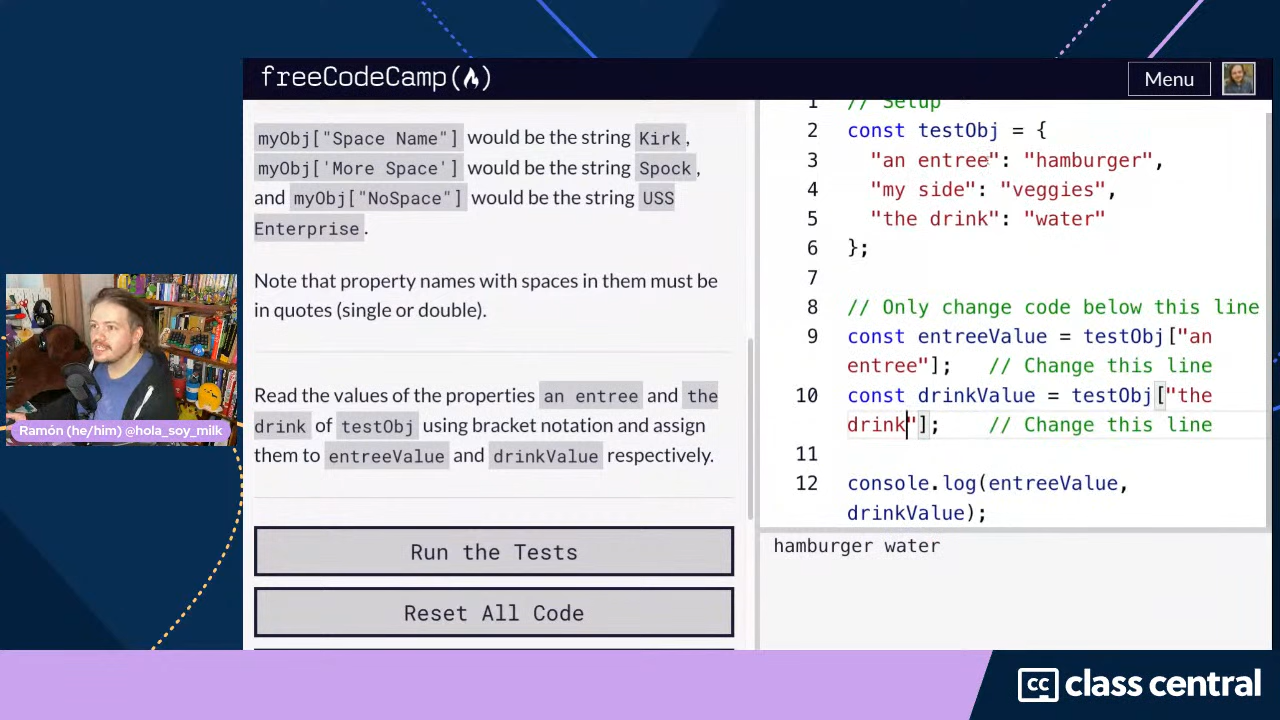 freeCodeCamp(🔥)
Menu
myObj["Space Name"] would be the string Kirk,
myObj['More Space'] would be the string Spock,
and myObj["NoSpace"] would be the string USS
Enterprise.
Note that property names with spaces in them must be
in quotes (single or double).
Read the values of the properties an entree and the
drink of testObj using bracket notation and assign
them to entreeValue and drinkValue respectively.
Run the Tests
Reset All Code
1 // Setup
2 const testObj = {
3 "an entree": "hamburger",
4 "my side": "veggies",
5 "the drink": "water"
6 };
7
8 // Only change code below this line
9 const entreeValue = testObj["an
entree"]; // Change this line
10 const drinkValue = testObj["the
drink"]; // Change this line
11
12 console.log(entreeValue,
drinkValue);
hamburger water
Ramón (he/him) @hola_soy_milk
cc class central